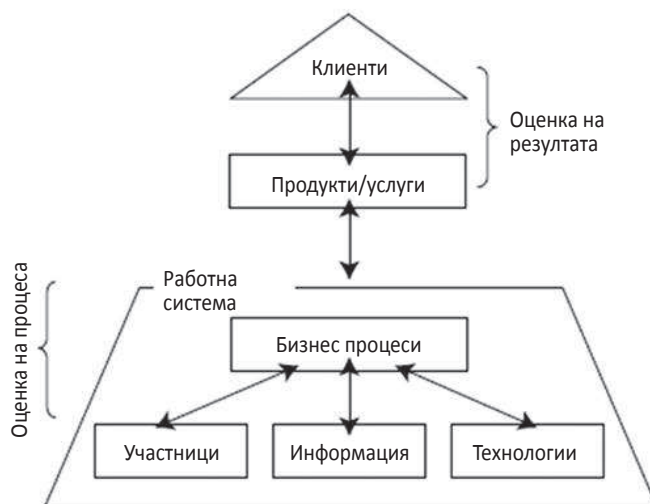 Клиенти
Оценка на
резултата
Продукти/услуги
Оценка на процеса
Работна
система
Бизнес процеси
Участници
Информация
Технологии